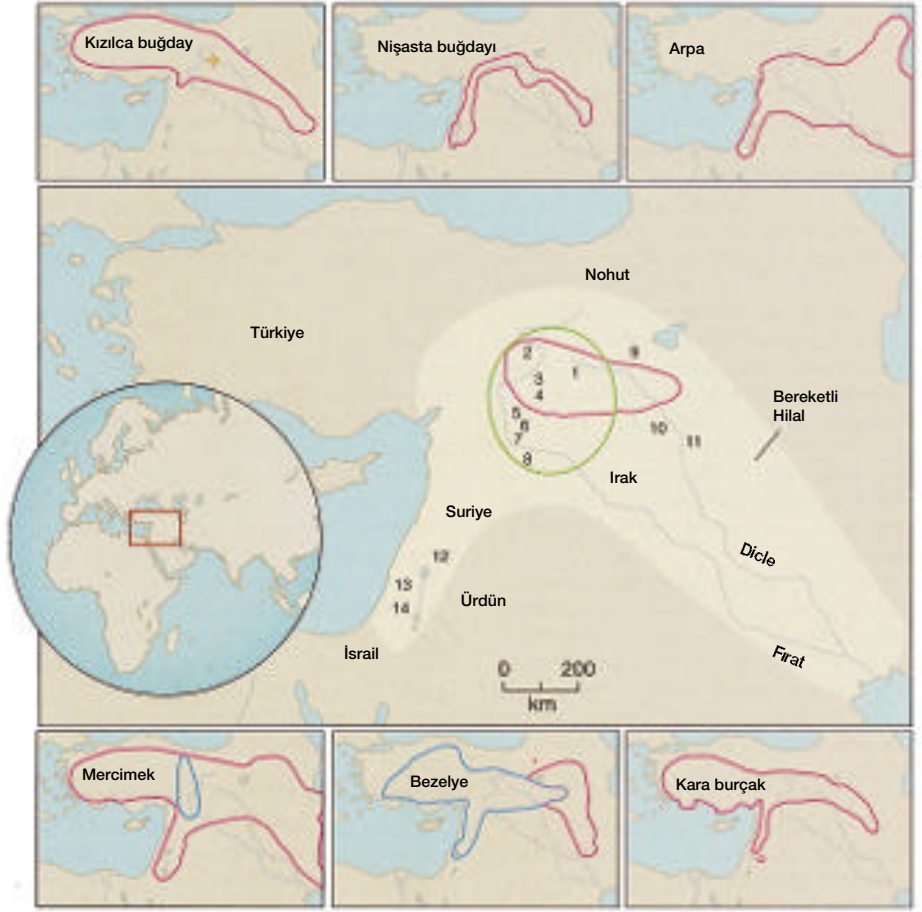 Kızılca buğday
Nişasta buğdayı
Arpa
Nohut
Türkiye
2
9
1
3
4
Bereketli
Hilal
5
6
7
10
11
8
Irak
Suriye
12
Dicle
13
14
Ürdün
İsrail
Fırat
0 200
km
Mercimek
Bezelye
Kara burçak